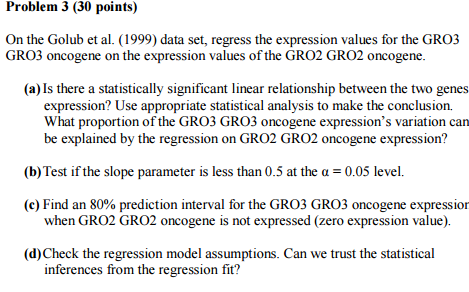 Problem 3 (30 points)
On the Golub et al. (1999) data set, regress the expression values for the GRO3
GRO3 oncogene on the expression values of the GRO2 GRO2 oncogene.
(a) Is there a statistically significant linear relationship between the two genes
expression? Use appropriate statistical analysis to make the conclusion.
What proportion of the GRO3 GRO3 oncogene expression's variation can
be explained by the regression on GRO2 GRO2 oncogene expression?
(b) Test if the slope parameter is less than 0.5 at the α = 0.05 level.
(c) Find an 80% prediction interval for the GRO3 GRO3 oncogene expression
when GRO2 GRO2 oncogene is not expressed (zero expression value).
(d) Check the regression model assumptions. Can we trust the statistical
inferences from the regression fit?